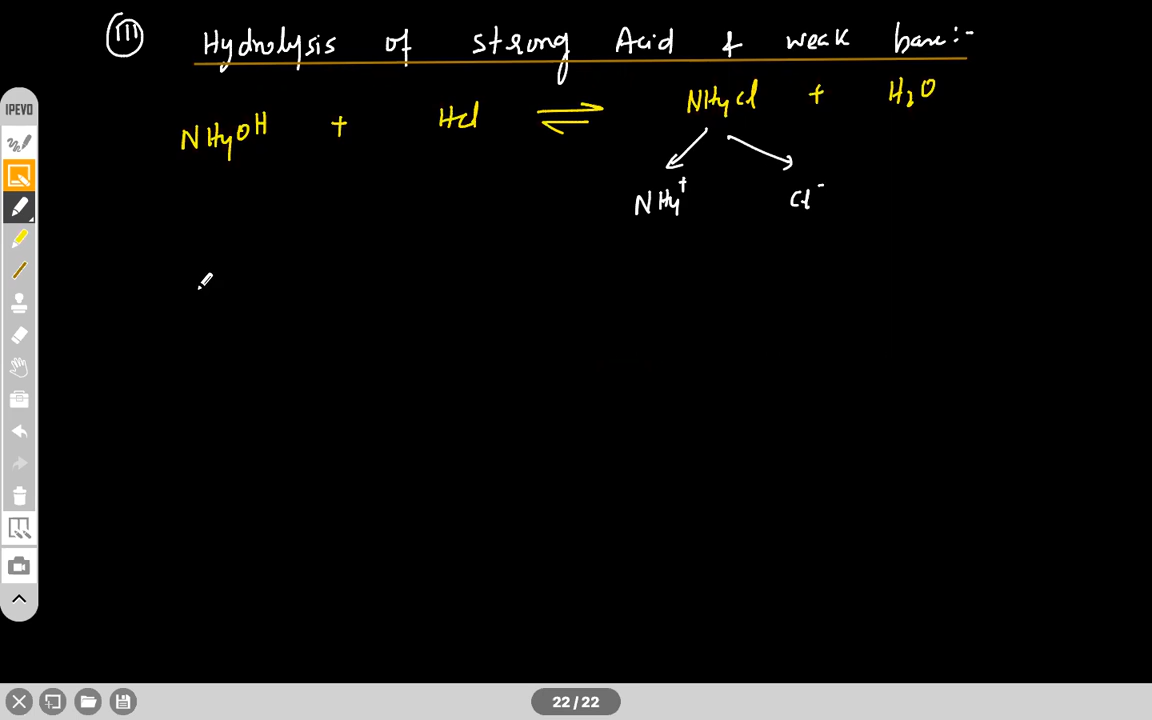 III Hydrolysis of strong Acid & weak base:-
NH4OH + HCl ⇌ NH4Cl + H2O
NH4+ Cl-
IPEVO
22 / 22